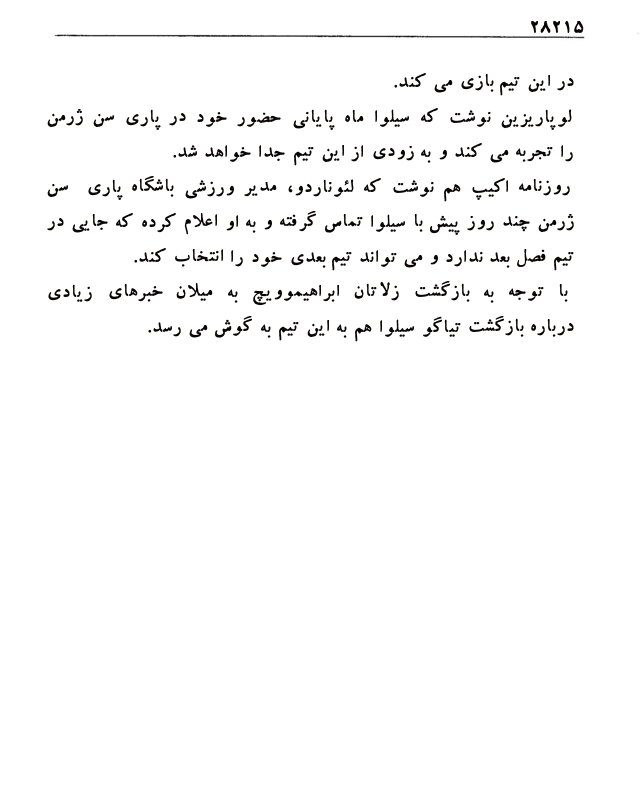 ۲۸۲۱۵
در این تیم بازی می کند.
لوپاریزین نوشت که سیلوا ماه پایانی حضور خود در پاری سن ژرمن
را تجربه می کند و به زودی از این تیم جدا خواهد شد.
روزنامه اکیپ هم نوشت که لئوناردو، مدیر ورزشی باشگاه پاری سن
ژرمن چند روز پیش با سیلوا تماس گرفته و به او اعلام کرده که جایی در
تیم فصل بعد ندارد و می تواند تیم بعدی خود را انتخاب کند.
با توجه به بازگشت زلاتان ابراهیموویچ به میلان خبرهای زیادی
درباره بازگشت تیاگو سیلوا هم به این تیم به گوش می رسد.